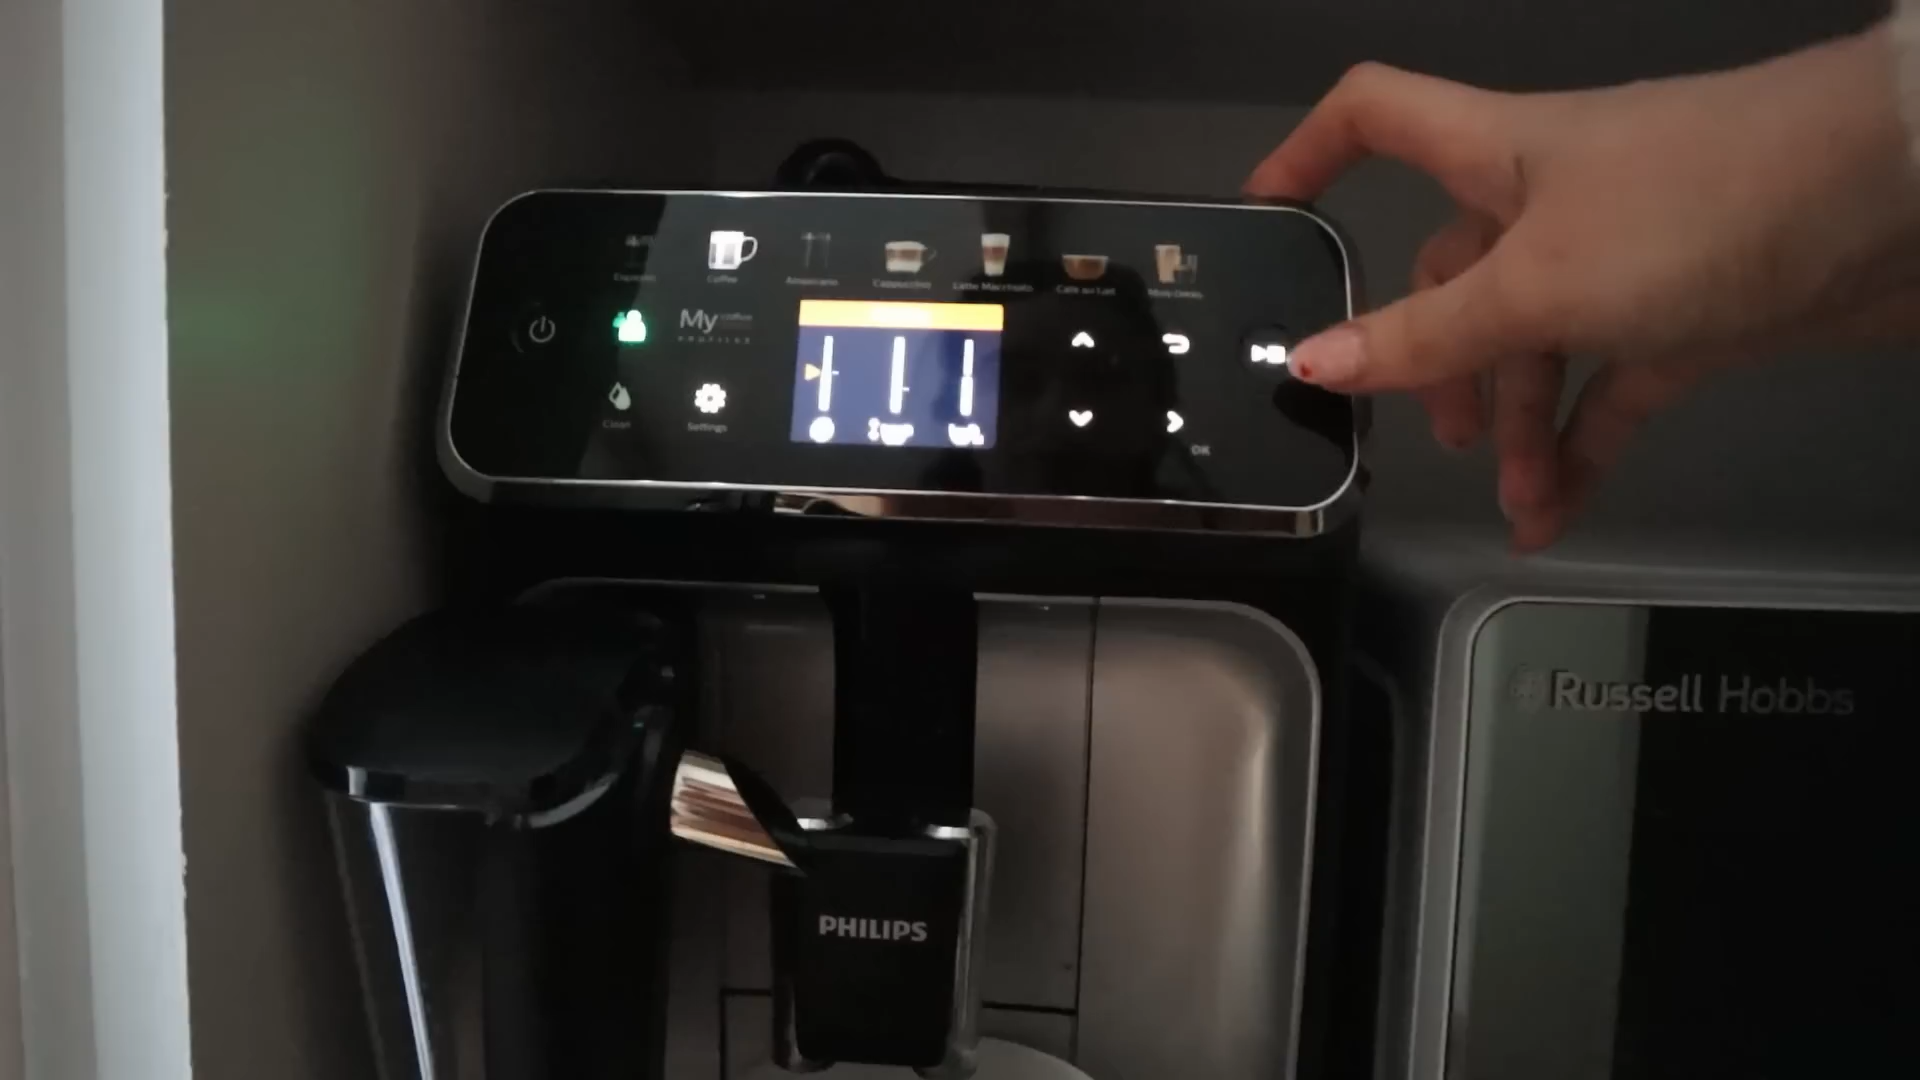 Espresso
Coffee
Americano
Cappuccino
Latte Macchiato
Café au Lait
More Drinks
My coffee
PROFILES
Clean
Settings
OK
Russell Hobbs
PHILIPS